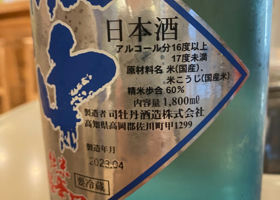 日本酒
アルコール分16度以上
17度未満
原材料名 米(国産)、
米こうじ(国産米)
精米歩合 60%
内容量 1,800ml
製造者 司牡丹酒造株式会社
高知県高岡郡佐川町甲1299
製造年月
2023.04
要冷蔵